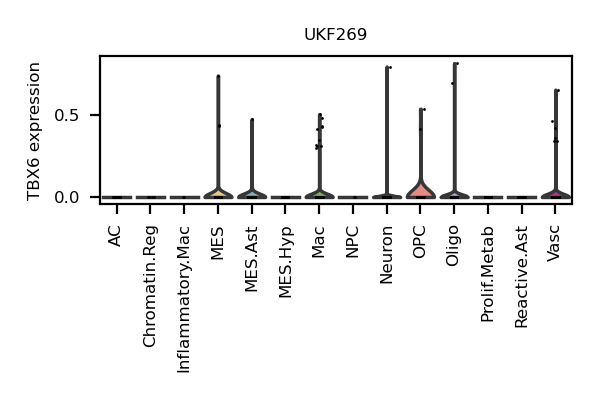 UKF269
TBX6 expression
0.5
0.0
AC
Chromatin.Reg
Inflammatory.Mac
MES
MES.Ast
MES.Hyp
Mac
NPC
Neuron
OPC
Oligo
Prolif.Metab
Reactive.Ast
Vasc